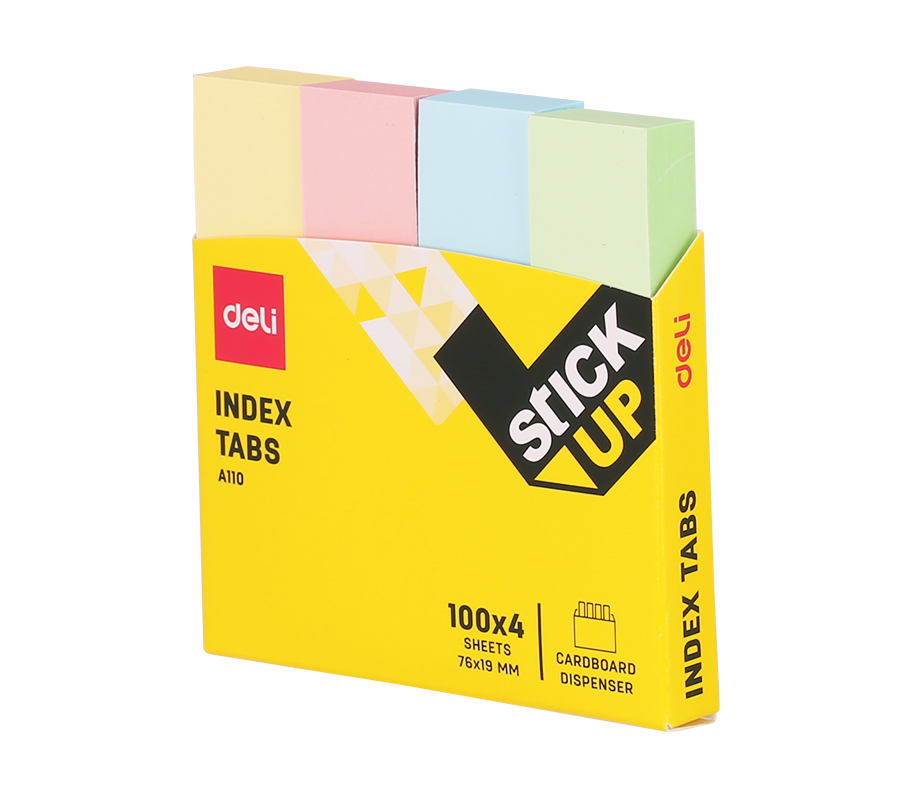 deli
INDEX
TABS
A110
STICK
UP
100x4
SHEETS
76x19 MM
CARDBOARD
DISPENSER
deli
INDEX TABS